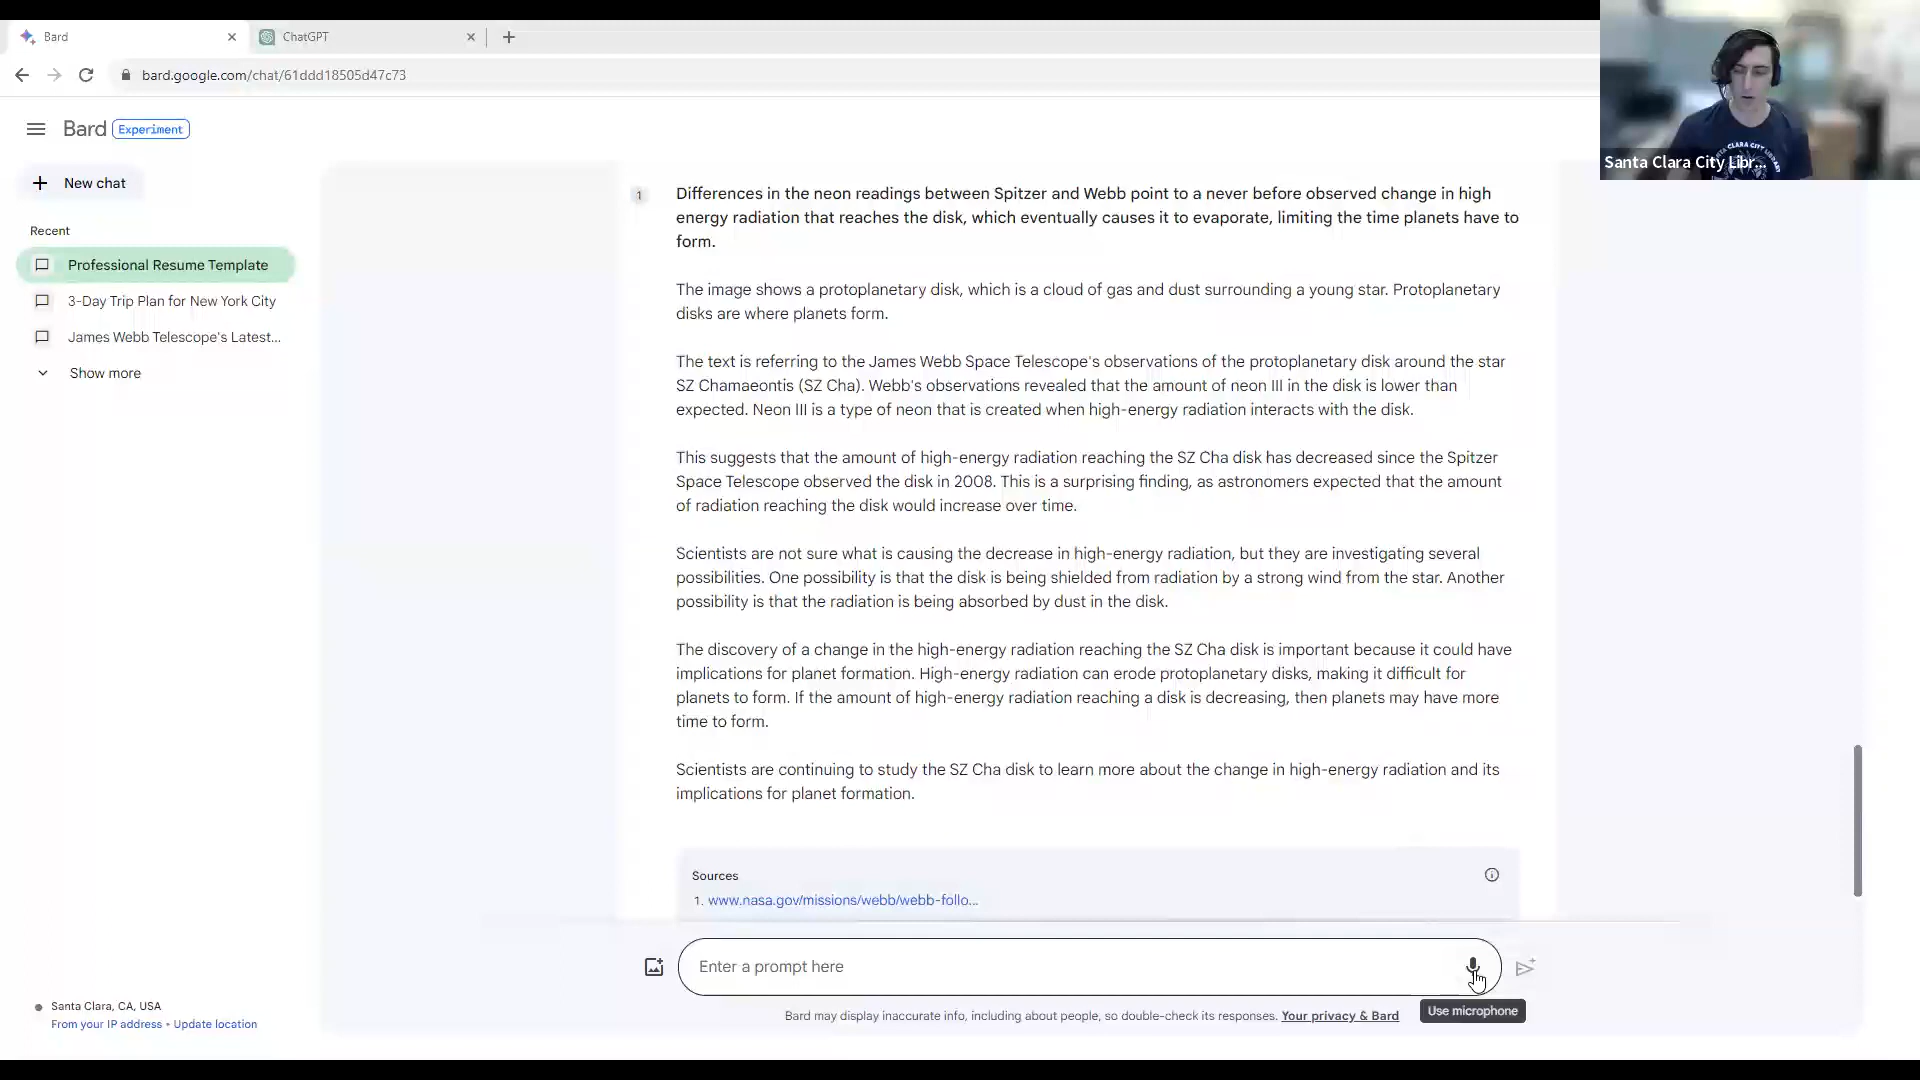 Bard
ChatGPT
bard.google.com/chat/61ddd18505d47c73
Bard Experiment
New chat
Recent
Professional Resume Template
3-Day Trip Plan for New York City
James Webb Telescope's Latest...
Show more
1
Differences in the neon readings between Spitzer and Webb point to a never before observed change in high
energy radiation that reaches the disk, which eventually causes it to evaporate, limiting the time planets have to
form.
The image shows a protoplanetary disk, which is a cloud of gas and dust surrounding a young star. Protoplanetary
disks are where planets form.
The text is referring to the James Webb Space Telescope's observations of the protoplanetary disk around the star
SZ Chamaeontis (SZ Cha). Webb's observations revealed that the amount of neon III in the disk is lower than
expected. Neon III is a type of neon that is created when high-energy radiation interacts with the disk.
This suggests that the amount of high-energy radiation reaching the SZ Cha disk has decreased since the Spitzer
Space Telescope observed the disk in 2008. This is a surprising finding, as astronomers expected that the amount
of radiation reaching the disk would increase over time.
Scientists are not sure what is causing the decrease in high-energy radiation, but they are investigating several
possibilities. One possibility is that the disk is being shielded from radiation by a strong wind from the star. Another
possibility is that the radiation is being absorbed by dust in the disk.
The discovery of a change in the high-energy radiation reaching the SZ Cha disk is important because it could have
implications for planet formation. High-energy radiation can erode protoplanetary disks, making it difficult for
planets to form. If the amount of high-energy radiation reaching a disk is decreasing, then planets may have more
time to form.
Scientists are continuing to study the SZ Cha disk to learn more about the change in high-energy radiation and its
implications for planet formation.
Sources
1. www.nasa.gov/missions/webb/webb-follo...
Enter a prompt here
Use microphone
Bard may display inaccurate info, including about people, so double-check its responses. Your privacy & Bard
Santa Clara, CA, USA
From your IP address • Update location
Santa Clara City Libr...